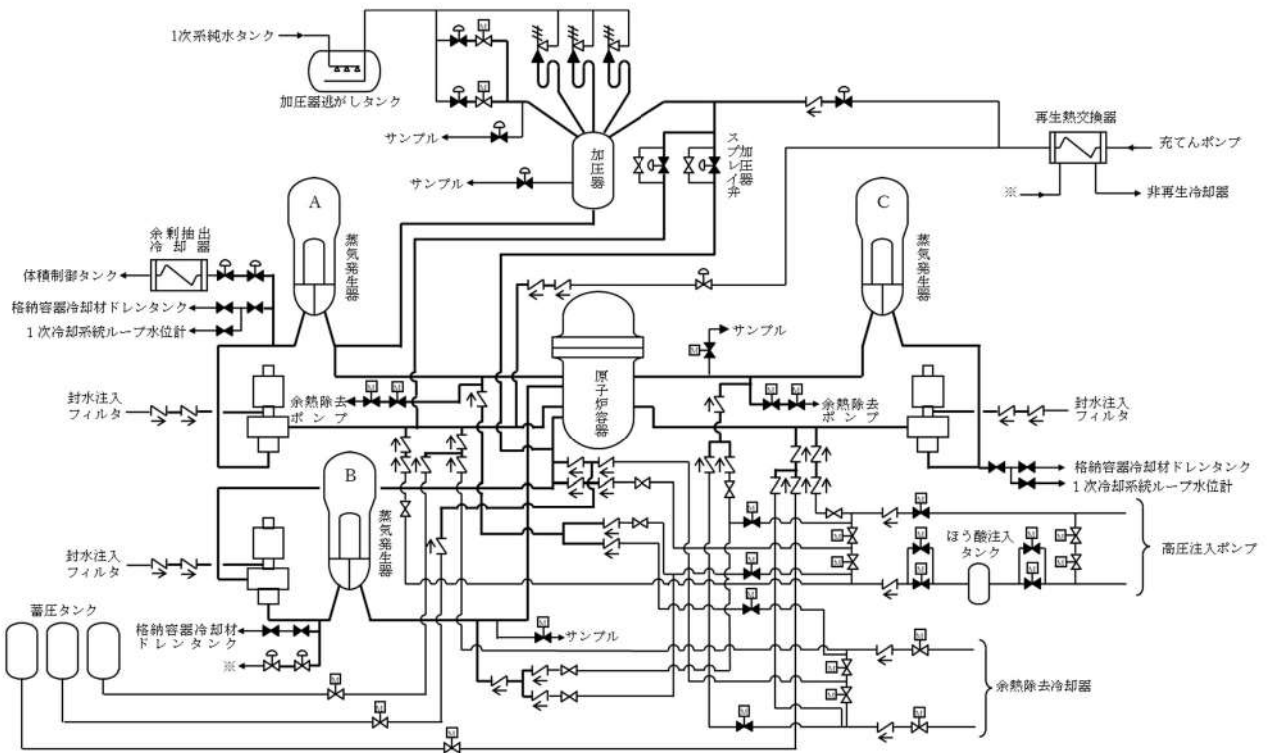 1次系純水タンク
加圧器逃がしタンク
M
M
サンプル
サンプル
加圧器
加圧器
スプレイ弁
再生熱交換器
充てんポンプ
※
非再生冷却器
A
蒸気発生器
C
蒸気発生器
余剰抽出
冷却器
体積制御タンク
格納容器冷却材ドレンタンク
1次冷却系統ループ水位計
サンプル
M
原子炉容器
封水注入
フィルタ
M
M
余熱除去
ポンプ
M
M
余熱除去
ポンプ
封水注入
フィルタ
格納容器冷却材ドレンタンク
1次冷却系統ループ水位計
B
蒸気発生器
封水注入
フィルタ
M
M
M
M
M
M
M
M
M
M
M
M
ほう酸注入
タンク
高圧注入ポンプ
蓄圧タンク
格納容器冷却材
ドレンタンク
※
M
サンプル
M
M
M
M
M
M
M
M
余熱除去冷却器